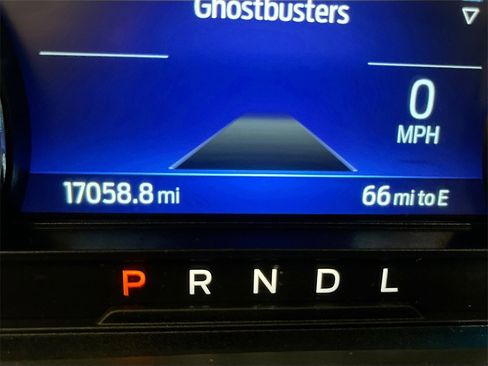 Ghostbusters
0
MPH
17058.8 mi 66 mi to E
P R N D L